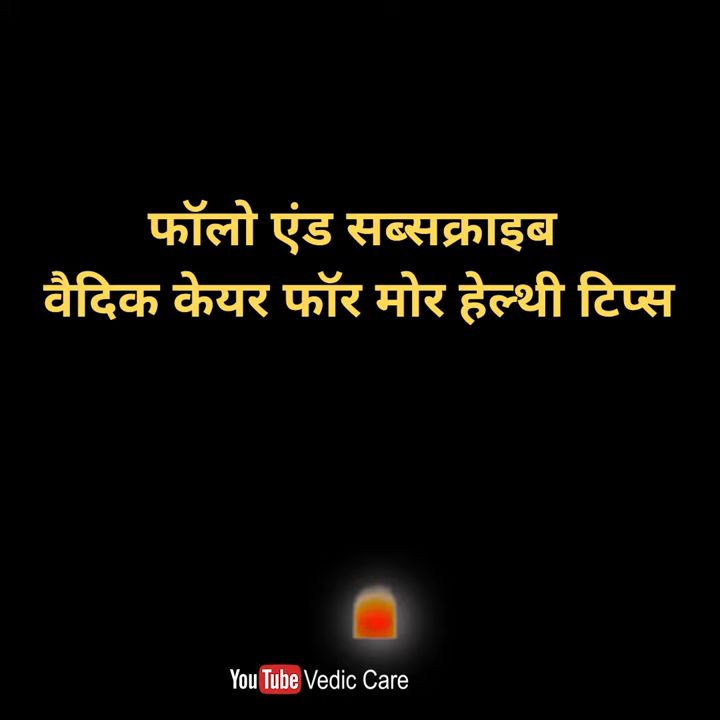 फॉलो एंड सब्सक्राइब
वैदिक केयर फॉर मोर हेल्थी टिप्स
YouTube Vedic Care